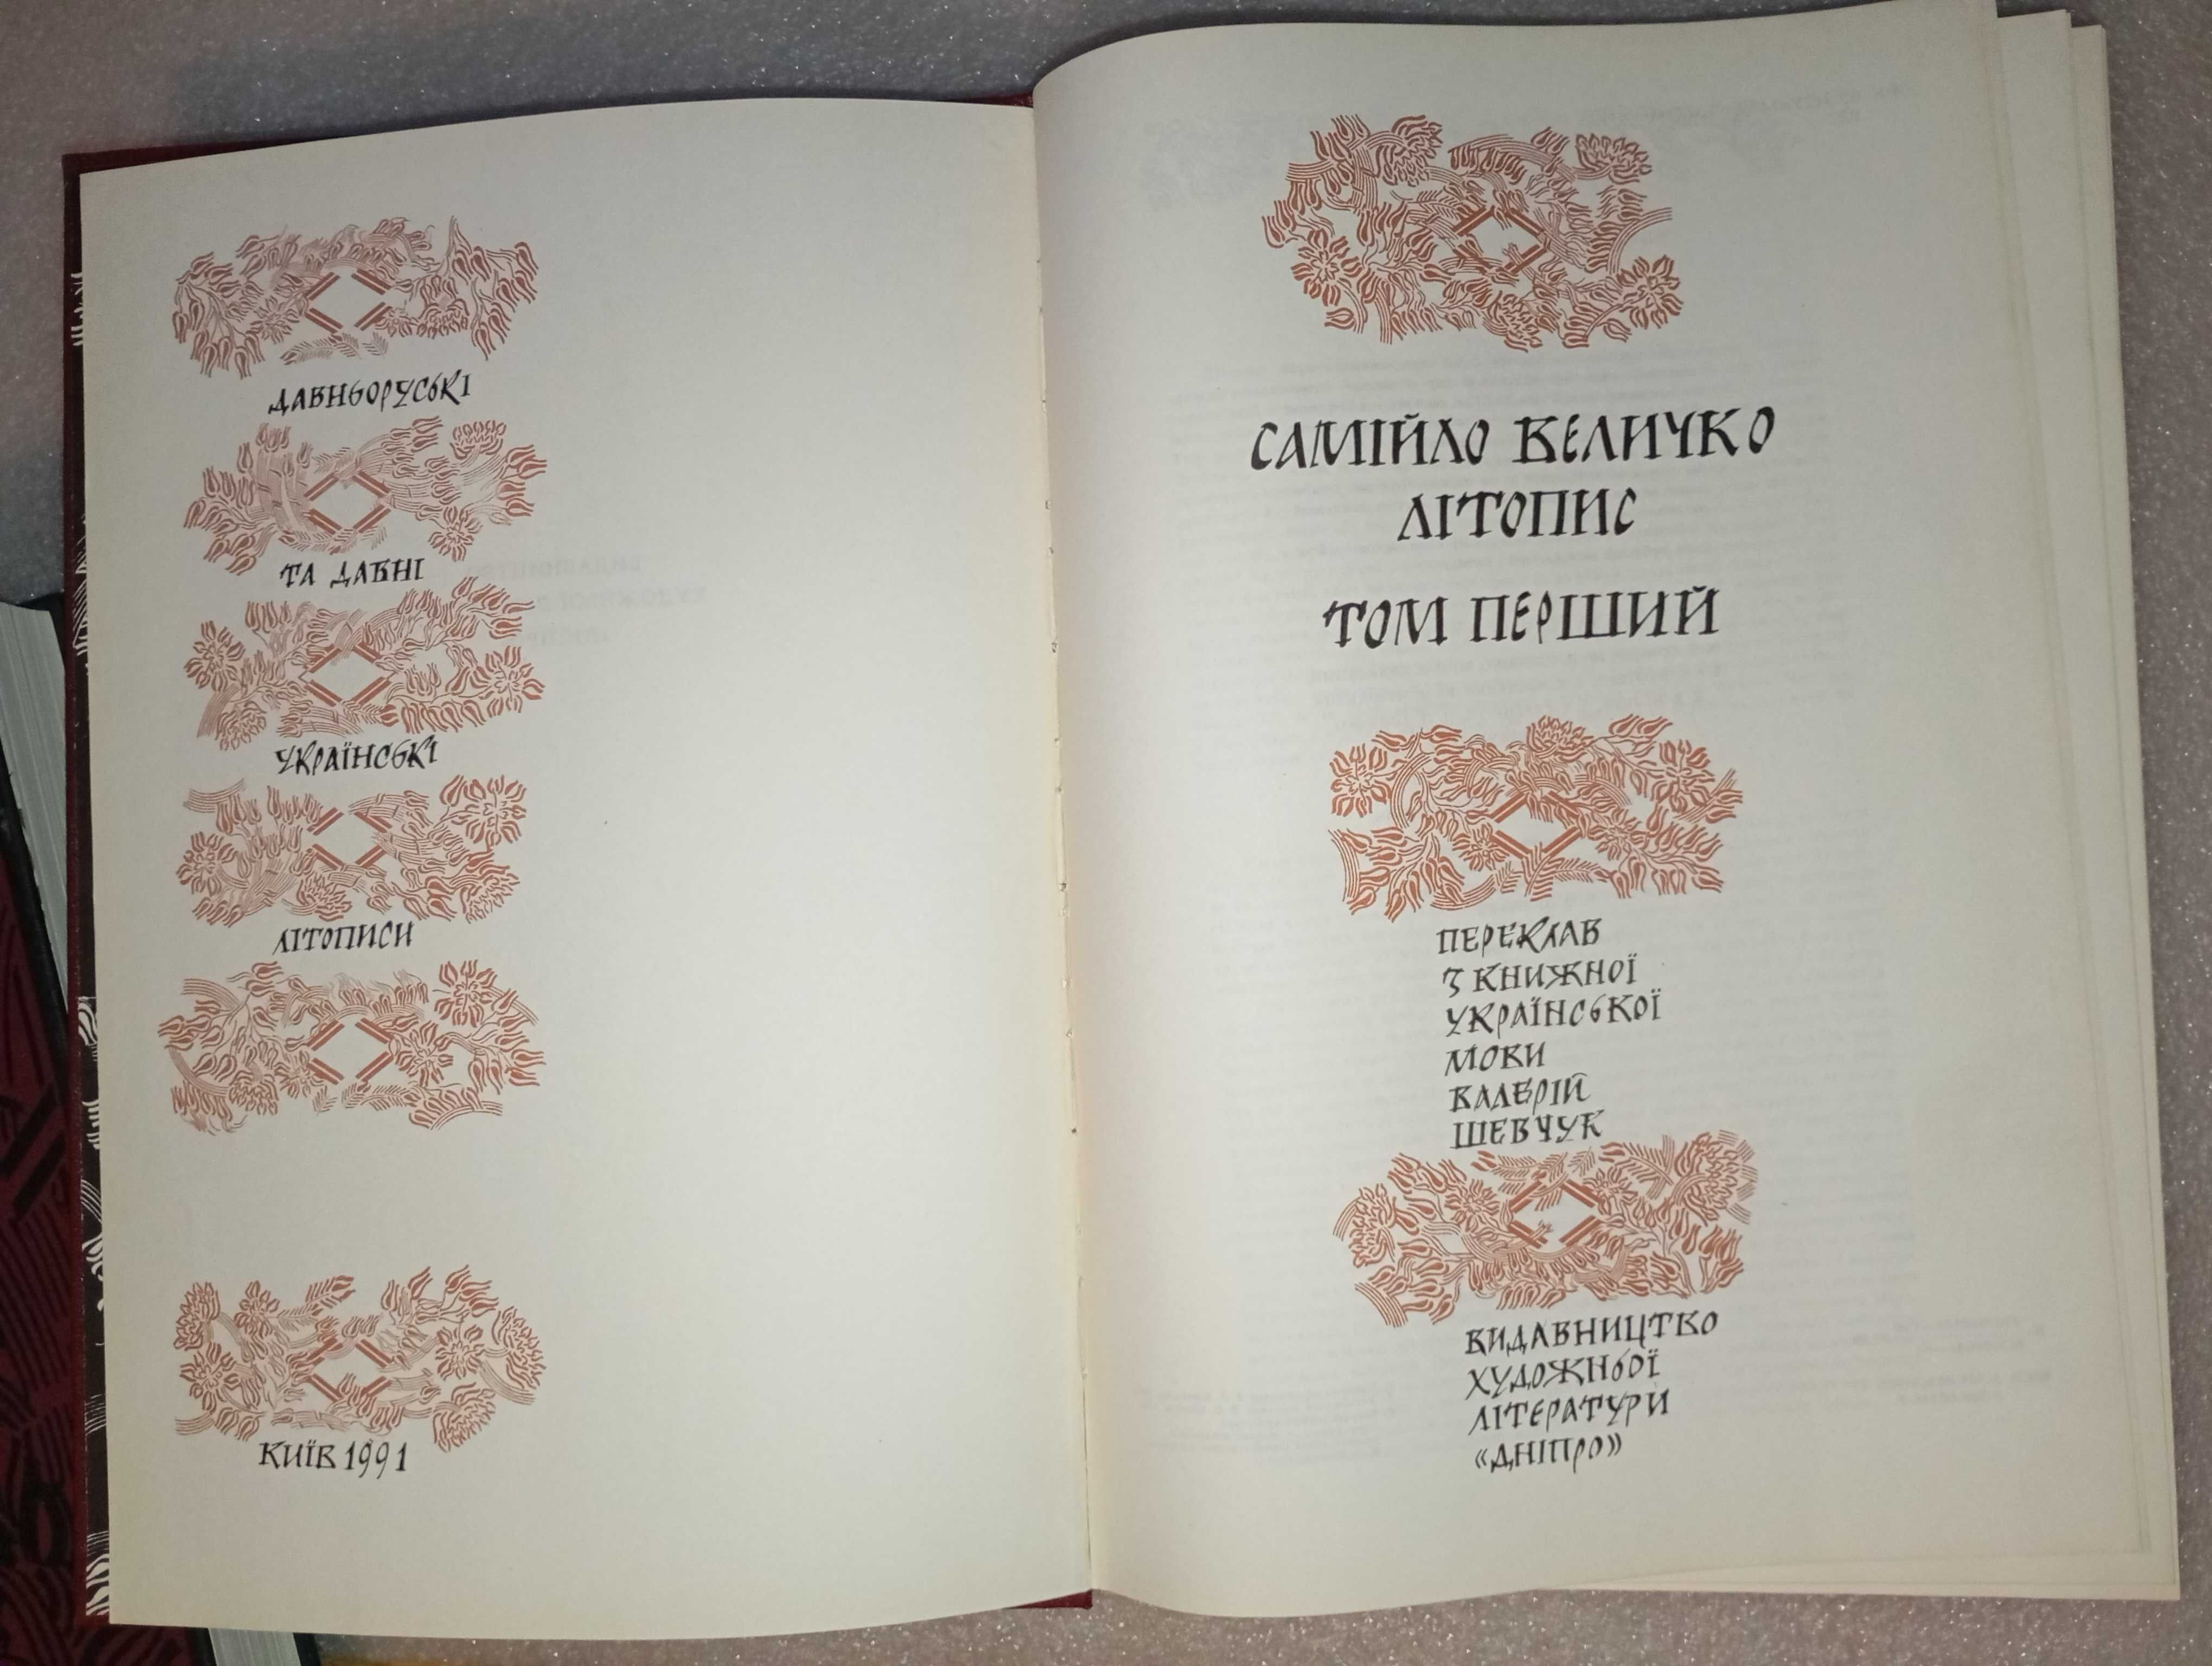 ДАВНЬОРУСЬКІ
ТА ДАВНІ
УКРАЇНСЬКІ
ЛІТОПИСИ
КИЇВ 1991
САМІЙЛО ВЕЛИЧКО
ЛІТОПИС
ТОМ ПЕРШИЙ
ПЕРЕКЛАВ
З КНИЖНОЇ
УКРАЇНСЬКОЇ
МОВИ
ВАЛЕРІЙ
ШЕВЧУК
ВИДАВНИЦТВО
ХУДОЖНЬОЇ
ЛІТЕРАТУРИ
«ДНІПРО»